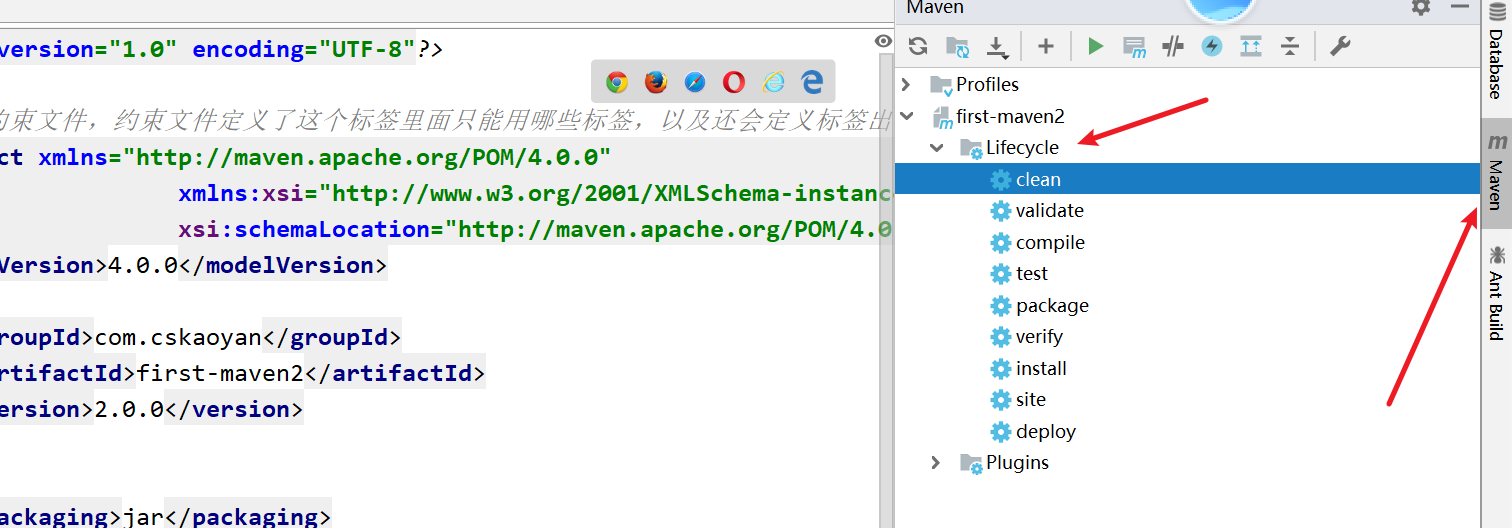 version="1.0" encoding="UTF-8"?>
束文件，约束文件定义了这个标签里面只能用哪些标签，以及还会定义标签出
ct xmlns="http://maven.apache.org/POM/4.0.0"
xmlns:xsi="http://www.w3.org/2001/XMLSchema-instanc
xsi:schemaLocation="http://maven.apache.org/POM/4.0
Version>4.0.0</modelVersion>
roupId>com.cskaoyan</groupId>
rtifactId>first-maven2</artifactId>
ersion>2.0.0</version>
ackaging>jar</packaging>
Maven
Profiles
first-maven2
Lifecycle
clean
validate
compile
test
package
verify
install
site
deploy
Plugins
Database
m
Maven
Ant Build